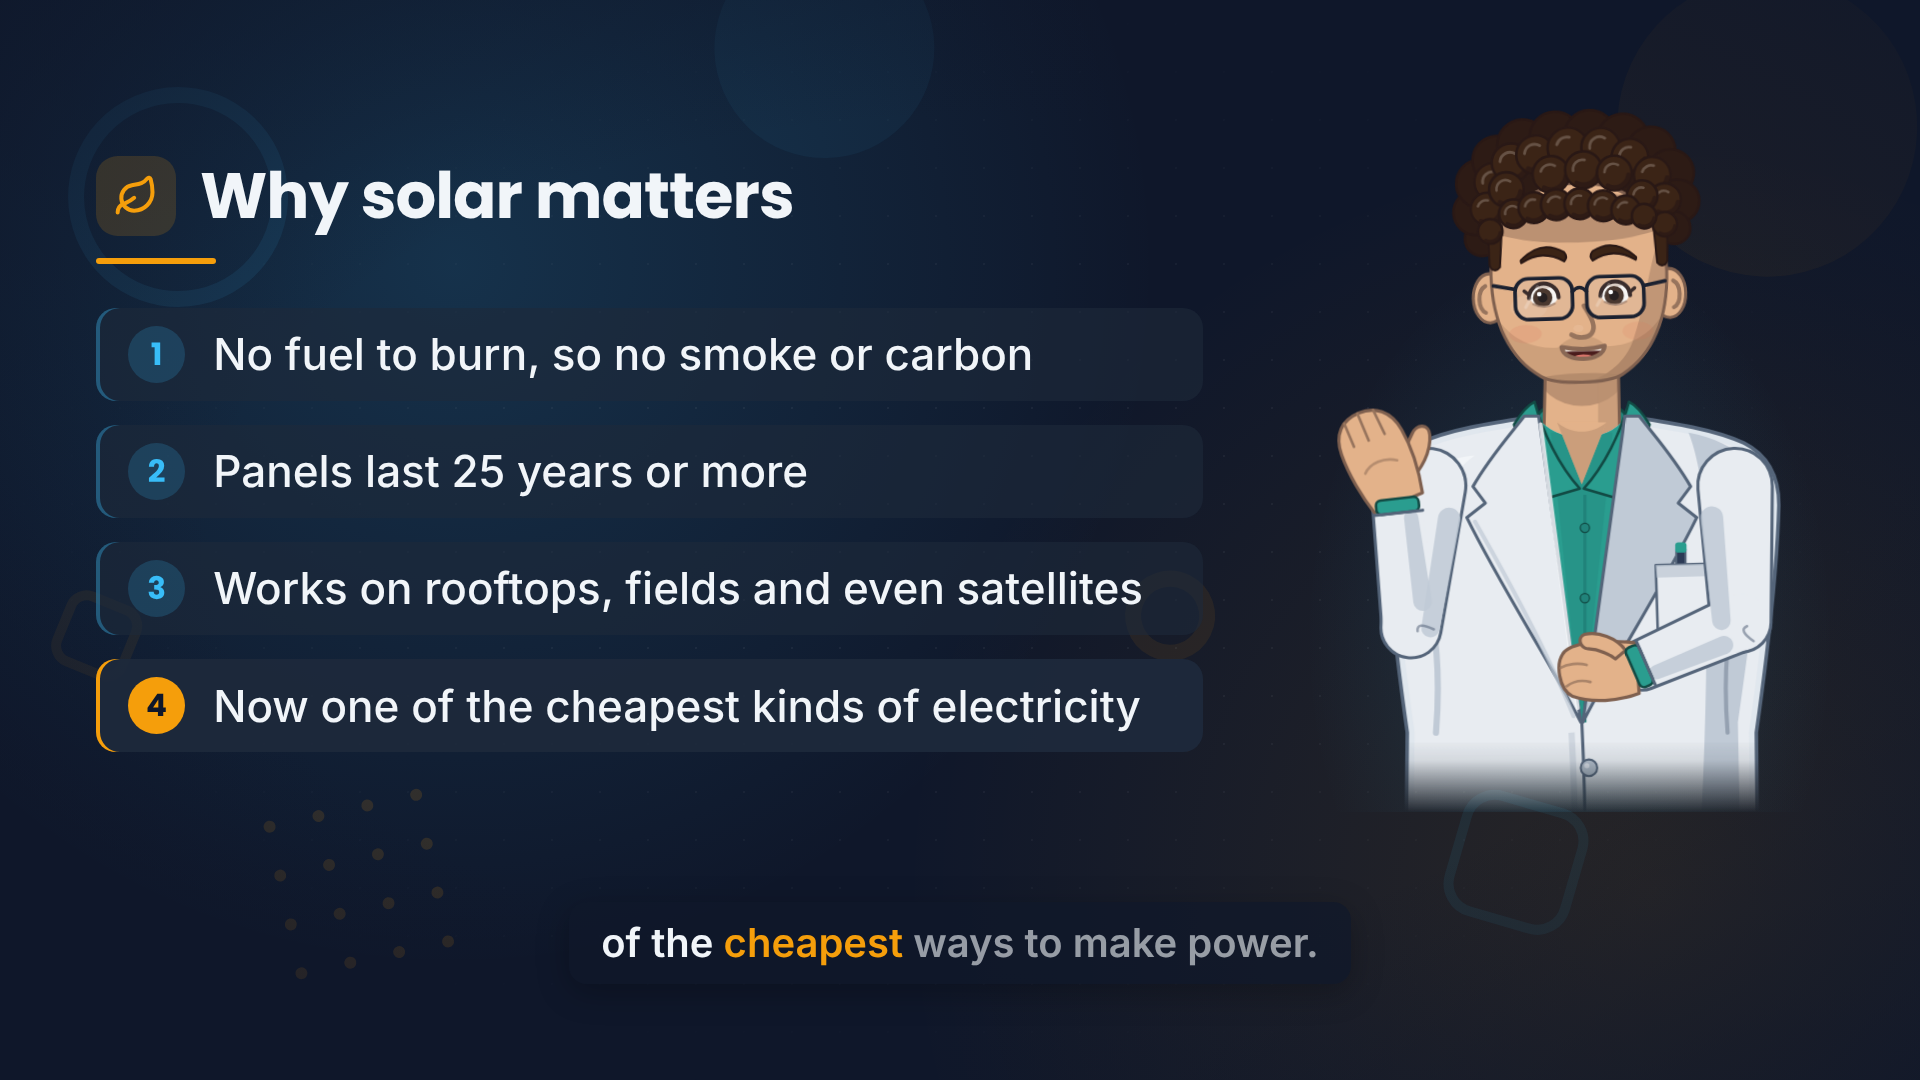 Why solar matters
1 No fuel to burn, so no smoke or carbon
2 Panels last 25 years or more
3 Works on rooftops, fields and even satellites
4 Now one of the cheapest kinds of electricity
of the cheapest ways to make power.